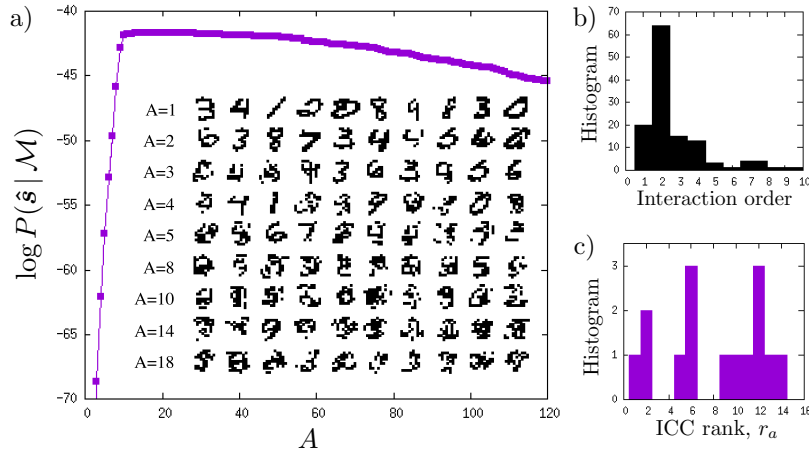 a)
log P(ŝ | ℳ)
-40
-45
-50
-55
-60
-65
-70
A=1
A=2
A=3
A=4
A=5
A=8
A=10
A=14
A=18
0 20 40 60 80 100 120
A
b)
Histogram
70
60
50
40
30
20
10
0
0 1 2 3 4 5 6 7 8 9 10
Interaction order
c)
Histogram
3
2
1
0
0 2 4 6 8 10 12 14 16
ICC rank, rₐ